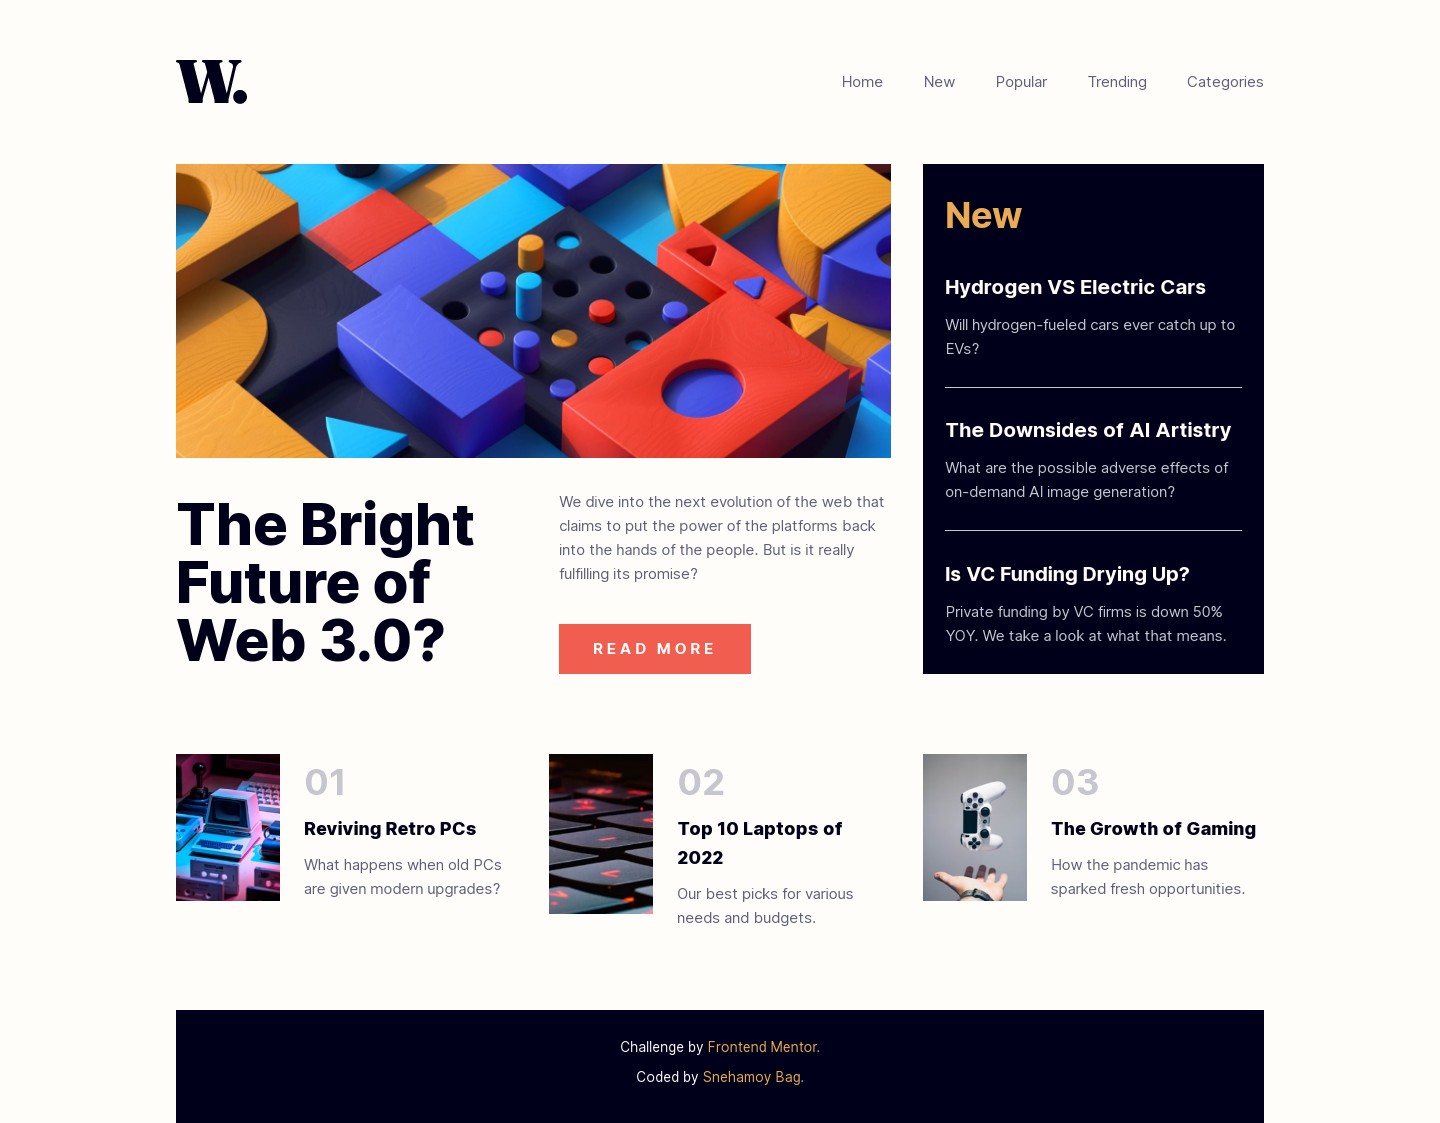 W.
Home New Popular Trending Categories
The Bright
Future of
Web 3.0?
We dive into the next evolution of the web that
claims to put the power of the platforms back
into the hands of the people. But is it really
fulfilling its promise?
READ MORE
New
Hydrogen VS Electric Cars
Will hydrogen-fueled cars ever catch up to
EVs?
The Downsides of AI Artistry
What are the possible adverse effects of
on-demand AI image generation?
Is VC Funding Drying Up?
Private funding by VC firms is down 50%
YOY. We take a look at what that means.
01
Reviving Retro PCs
What happens when old PCs
are given modern upgrades?
02
Top 10 Laptops of
2022
Our best picks for various
needs and budgets.
03
The Growth of Gaming
How the pandemic has
sparked fresh opportunities.
Challenge by Frontend Mentor.
Coded by Snehamoy Bag.